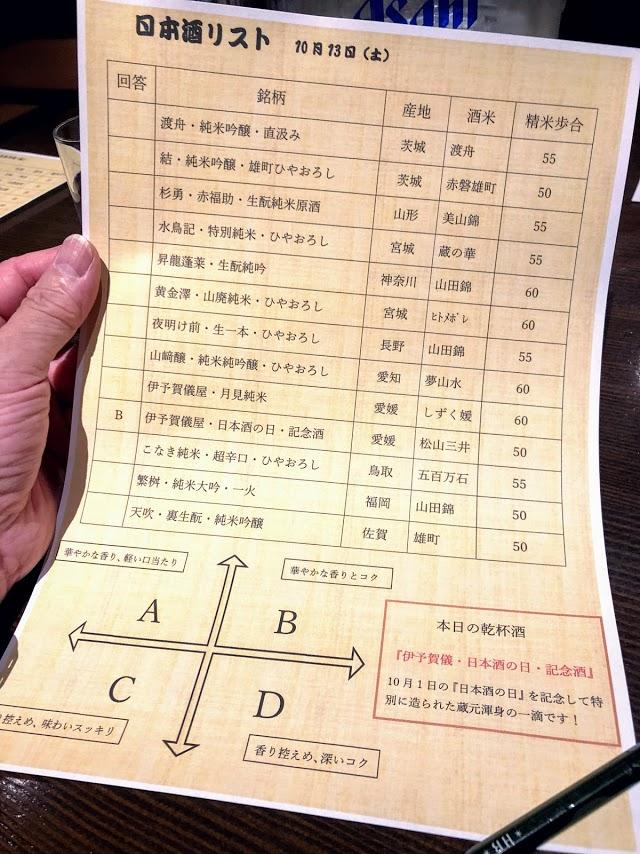 Asahi
日本酒リスト 10月13日（土）
回答 銘柄 産地 酒米 精米歩合
渡舟・純米吟醸・直汲み 茨城 渡舟 55
結・純米吟醸・雄町ひやおろし 茨城 赤磐雄町 50
杉勇・赤福助・生酛純米原酒 山形 美山錦 55
水鳥記・特別純米・ひやおろし 宮城 蔵の華 55
昇龍蓬莱・生酛純吟 神奈川 山田錦 60
黄金澤・山廃純米・ひやおろし 宮城 ﾋﾄﾒﾎﾞﾚ 60
夜明け前・生一本・ひやおろし 長野 山田錦 55
山﨑醸・純米純吟醸・ひやおろし 愛知 夢山水 60
伊予賀儀屋・月見純米 愛媛 しずく媛 60
B 伊予賀儀屋・日本酒の日・記念酒 愛媛 松山三井 50
こなき純米・超辛口・ひやおろし 鳥取 五百万石 55
繁桝・純米大吟・一火 福岡 山田錦 50
天吹・裏生酛・純米吟醸 佐賀 雄町 50
華やかな香り、軽い口当たり
華やかな香りとコク
A
B
C
D
控えめ、味わいスッキリ
香り控えめ、深いコク
本日の乾杯酒
『伊予賀儀・日本酒の日・記念酒』
10月1日の『日本酒の日』を記念して特
別に造られた蔵元渾身の一滴です！
HB